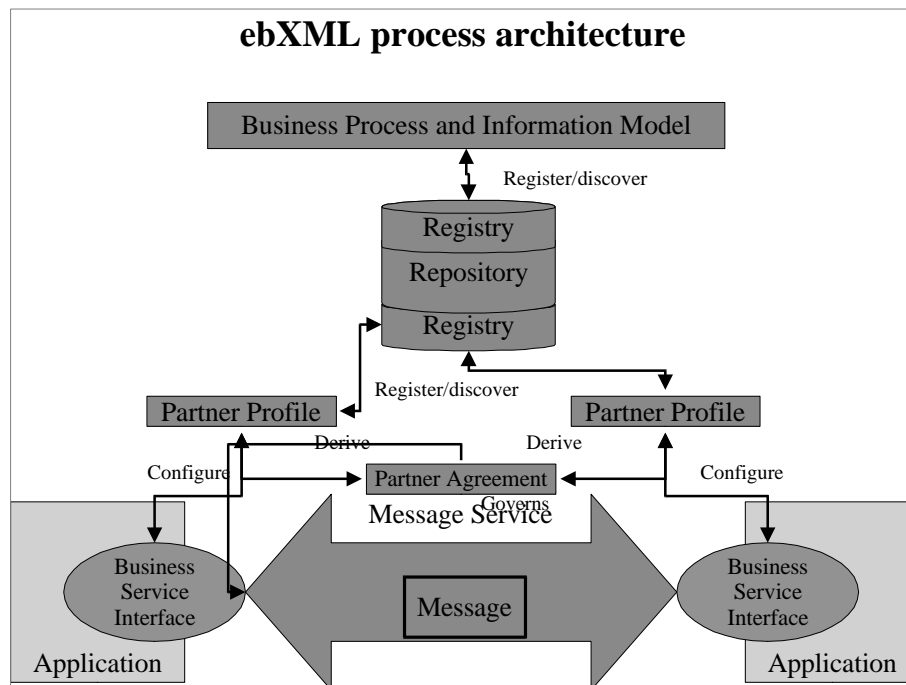 ebXML process architecture
Business Process and Information Model
Register/discover
Registry
Repository
Registry
Register/discover
Partner Profile
Partner Profile
Derive
Derive
Configure
Partner Agreement
Configure
Governs
Message Service
Business
Service
Interface
Message
Business
Service
Interface
Application
Application